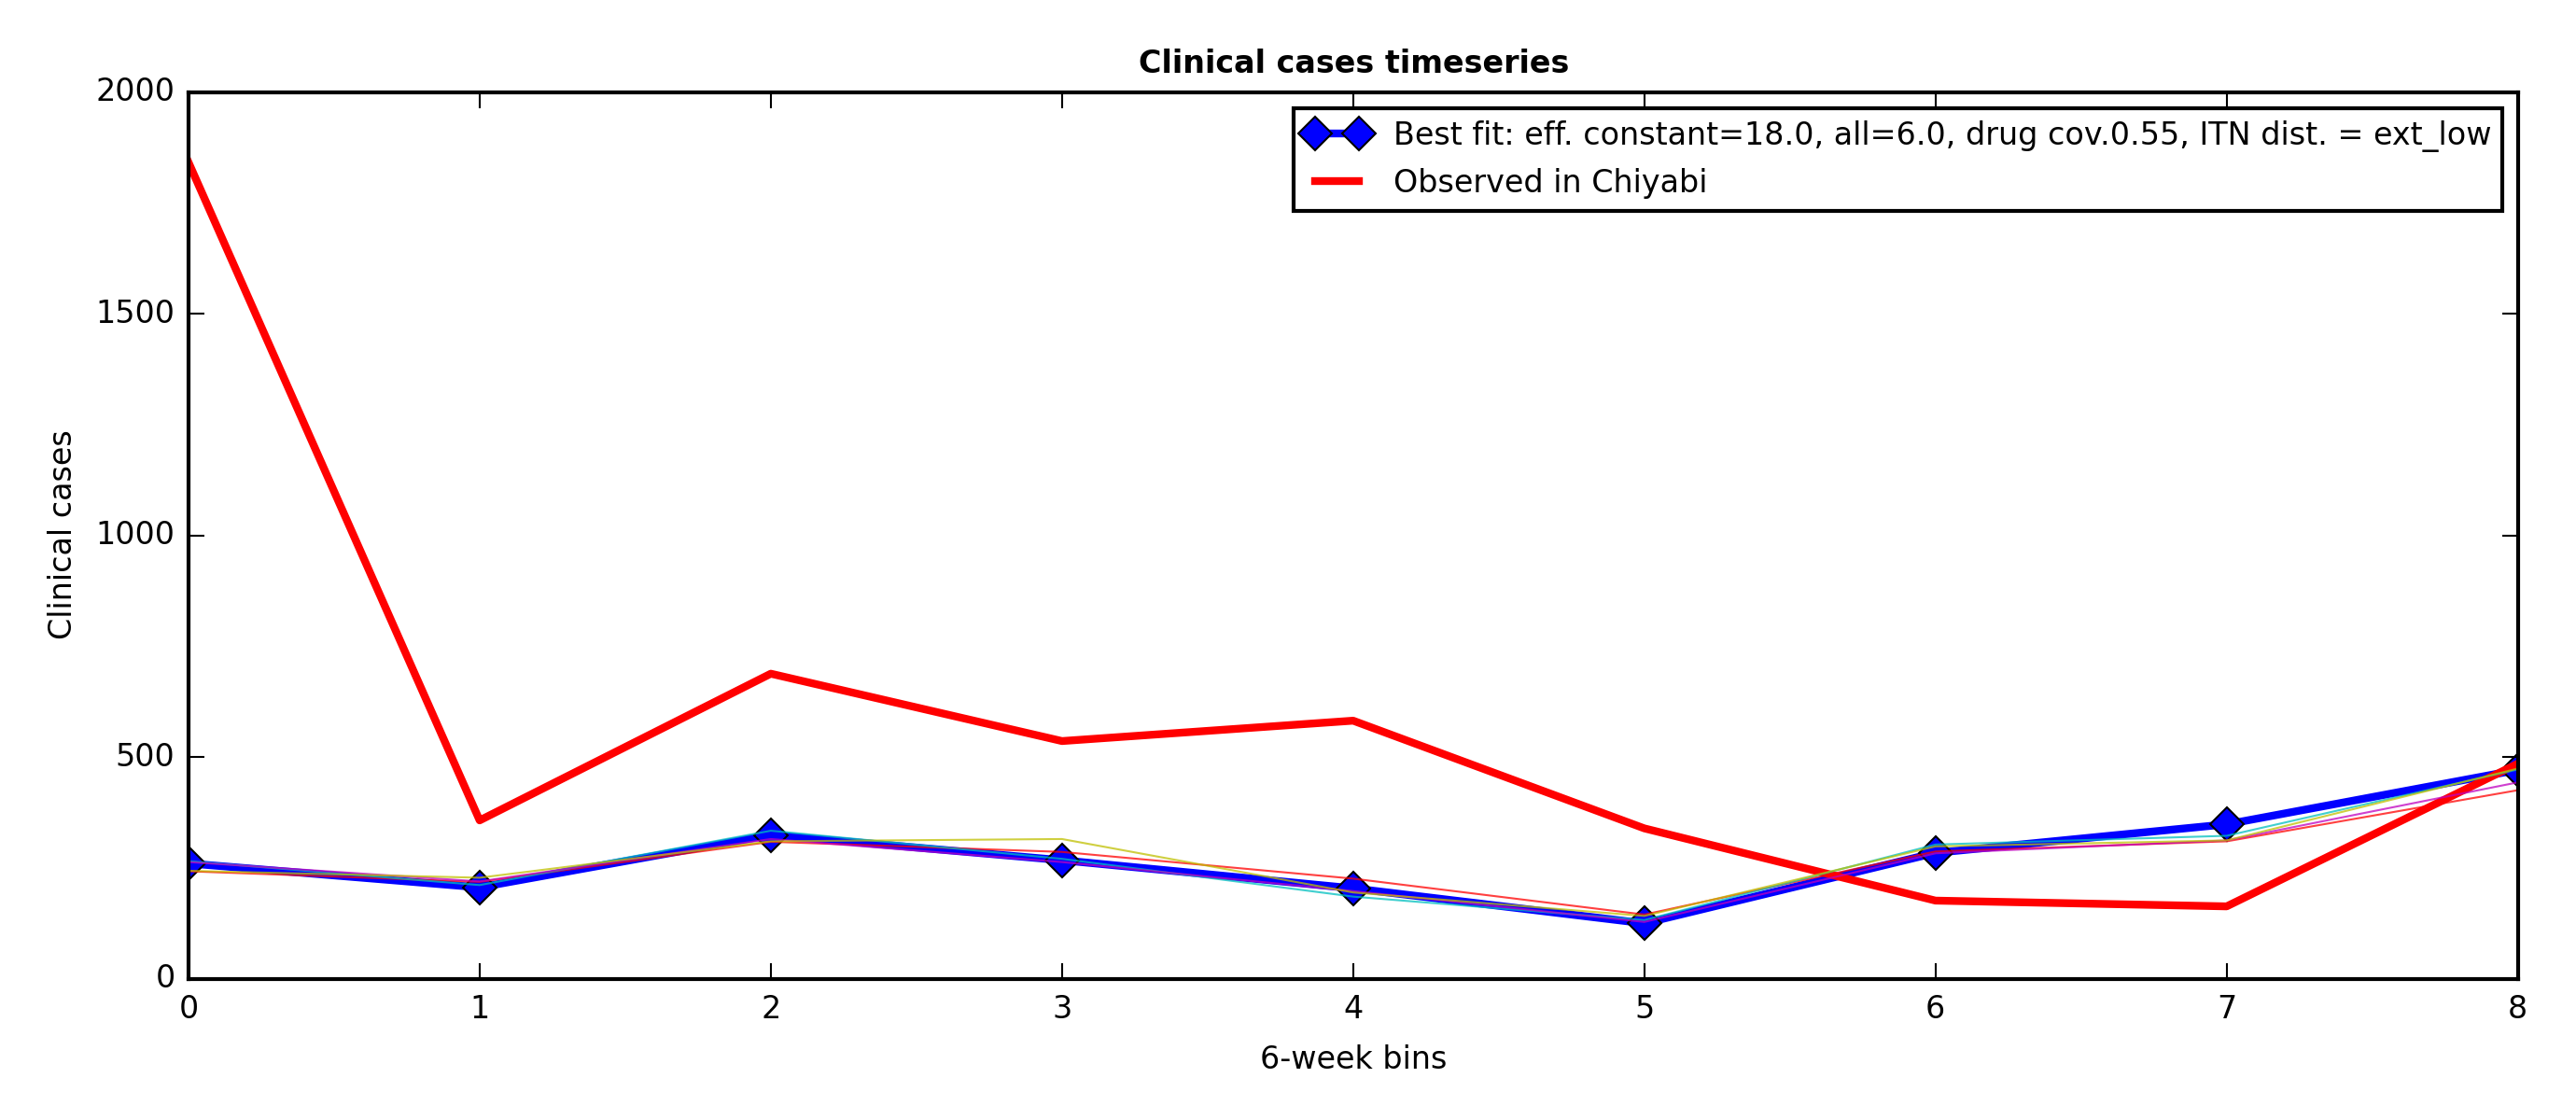 Clinical cases timeseries
2000
1500
1000
500
0
Clinical cases
Best fit: eff. constant=18.0, all=6.0, drug cov.0.55, ITN dist. = ext_low
Observed in Chiyabi
0 1 2 3 4 5 6 7 8
6-week bins